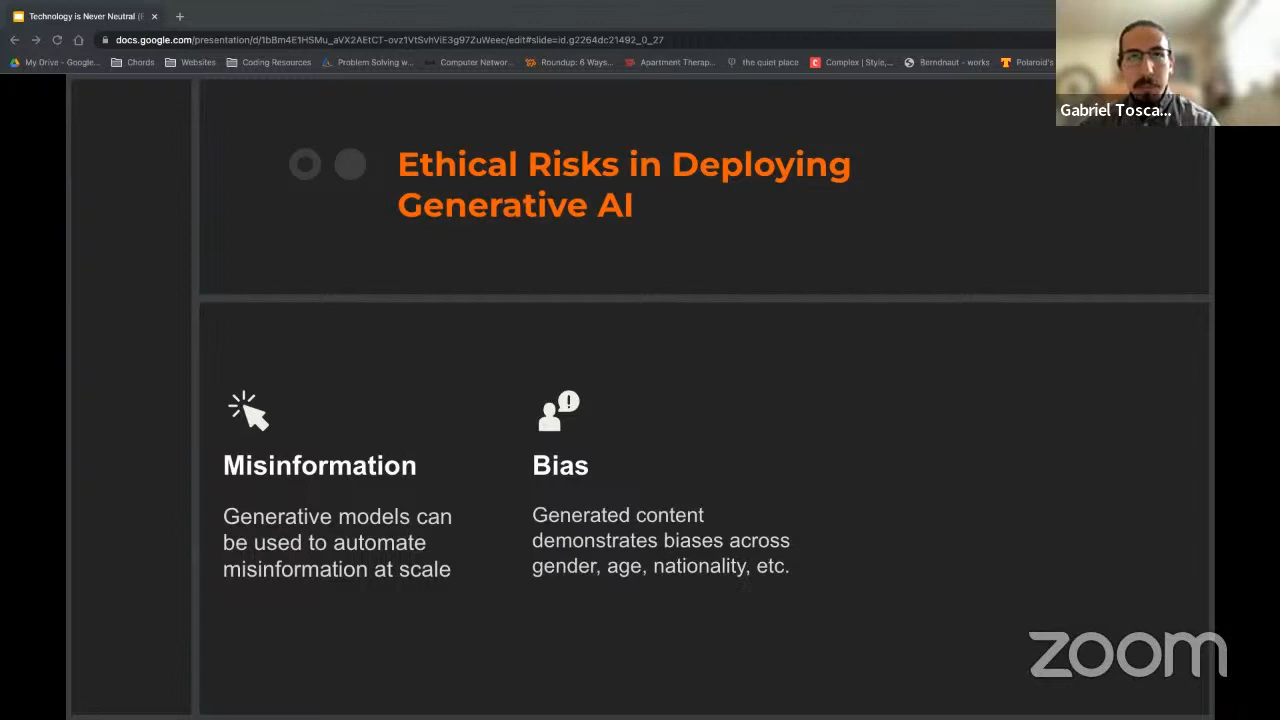 Technology is Never Neutral (F
docs.google.com/presentation/d/1bBm4E1HSMu_aVX2AEtCT-ovz1VtSvhViE3g97ZuWeec/edit#slide=id.g2264dc21492_0_27
My Drive - Google... Chords Websites Coding Resources Problem Solving w... Computer Networ... Roundup: 6 Ways... Apartment Therap... the quiet place Complex | Style,... Berndnaut - works Polaroid's
Gabriel Tosca...
Ethical Risks in Deploying
Generative AI
Misinformation
Generative models can
be used to automate
misinformation at scale
Bias
Generated content
demonstrates biases across
gender, age, nationality, etc.
zoom